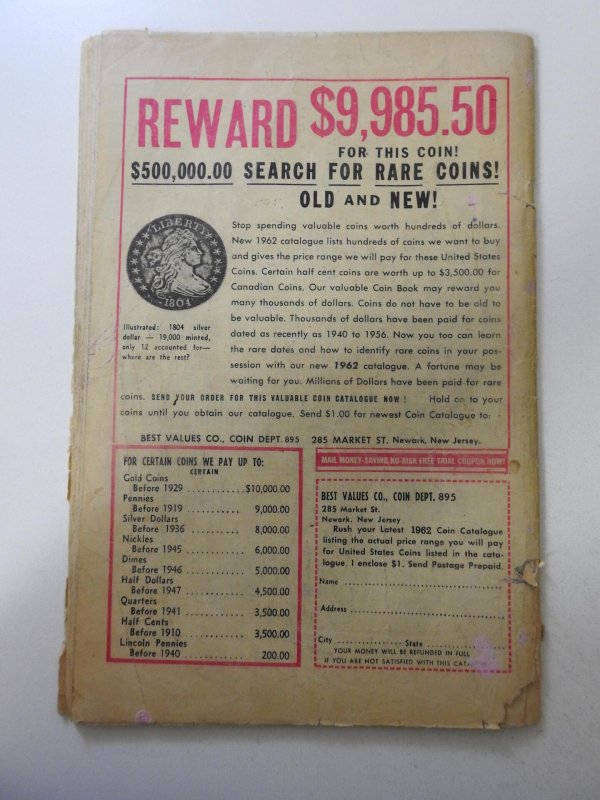 REWARD $9,985.50
FOR THIS COIN!
$500,000.00 SEARCH FOR RARE COINS!
OLD AND NEW!
LIBERTY
1804
Illustrated: 1804 silver
dollar — 19,000 minted,
only 12 accounted for—
where are the rest?
Stop spending valuable coins worth hundreds of dollars.
New 1962 catalogue lists hundreds of coins we want to buy
and gives the price range we will pay for these United States
Coins. Certain half cent coins are worth up to $3,500.00 for
Canadian Coins. Our valuable Coin Book may reward you
many thousands of dollars. Coins do not have to be old to
be valuable. Thousands of dollars have been paid for coins
dated as recently as 1940 to 1956. Now you too can learn
the rare dates and how to identify rare coins in your pos-
session with our new 1962 catalogue. A fortune may be
waiting for you. Millions of Dollars have been paid for rare
coins. SEND YOUR ORDER FOR THIS VALUABLE COIN CATALOGUE NOW ! Hold on to your
coins until you obtain our catalogue. Send $1.00 for newest Coin Catalogue to:
BEST VALUES CO., COIN DEPT. 895 285 MARKET ST. Newark, New Jersey.
FOR CERTAIN COINS WE PAY UP TO:
CERTAIN
Gold Coins
Before 1929 ............$10,000.00
Pennies
Before 1919 ............ 9,000.00
Silver Dollars
Before 1936 ............ 8,000.00
Nickles
Before 1945 ............ 6,000.00
Dimes
Before 1946 ............ 5,000.00
Half Dollars
Before 1947 ............ 4,500.00
Quarters
Before 1941 ............ 3,500.00
Half Cents
Before 1910 ............ 3,500.00
Lincoln Pennies
Before 1940 ............ 200.00
MAIL MONEY-SAVING, NO-RISK FREE TRIAL COUPON NOW!
BEST VALUES CO., COIN DEPT. 895
285 Market St.
Newark, New Jersey
Rush your Latest 1962 Coin Catalogue
listing the actual price range you will pay
for United States Coins listed in the cata-
logue. I enclose $1. Send Postage Prepaid.
Name ....................
Address ....................
City .................State ....................
YOUR MONEY WILL BE REFUNDED IN FULL
IF YOU ARE NOT SATISFIED WITH THIS